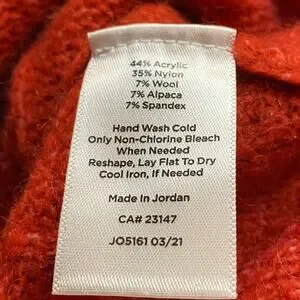 44% Acrylic
35% Nylon
7% Wool
7% Alpaca
7% Spandex
Hand Wash Cold
Only Non-Chlorine Bleach
When Needed
Reshape, Lay Flat To Dry
Cool Iron, If Needed
Made in Jordan
CA# 23147
JO5161 03/21